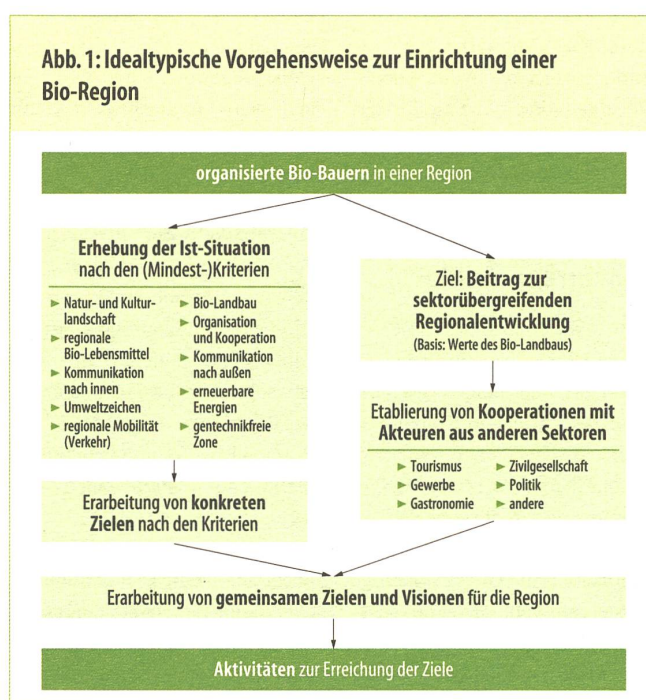 Abb. 1: Idealtypische Vorgehensweise zur Einrichtung einer
Bio-Region
organisierte Bio-Bauern in einer Region
Erhebung der Ist-Situation
nach den (Mindest-)Kriterien
► Natur- und Kultur-
landschaft
► regionale
Bio-Lebensmittel
► Kommunikation
nach innen
► Umweltzeichen
► regionale Mobilität
(Verkehr)
► Bio-Landbau
► Organisation
und Kooperation
► Kommunikation
nach außen
► erneuerbare
Energien
► gentechnikfreie
Zone
Erarbeitung von konkreten
Zielen nach den Kriterien
Ziel: Beitrag zur
sektorübergreifenden
Regionalentwicklung
(Basis: Werte des Bio-Landbaus)
Etablierung von Kooperationen mit
Akteuren aus anderen Sektoren
► Tourismus
► Gewerbe
► Gastronomie
► Zivilgesellschaft
► Politik
► andere
Erarbeitung von gemeinsamen Zielen und Visionen für die Region
Aktivitäten zur Erreichung der Ziele